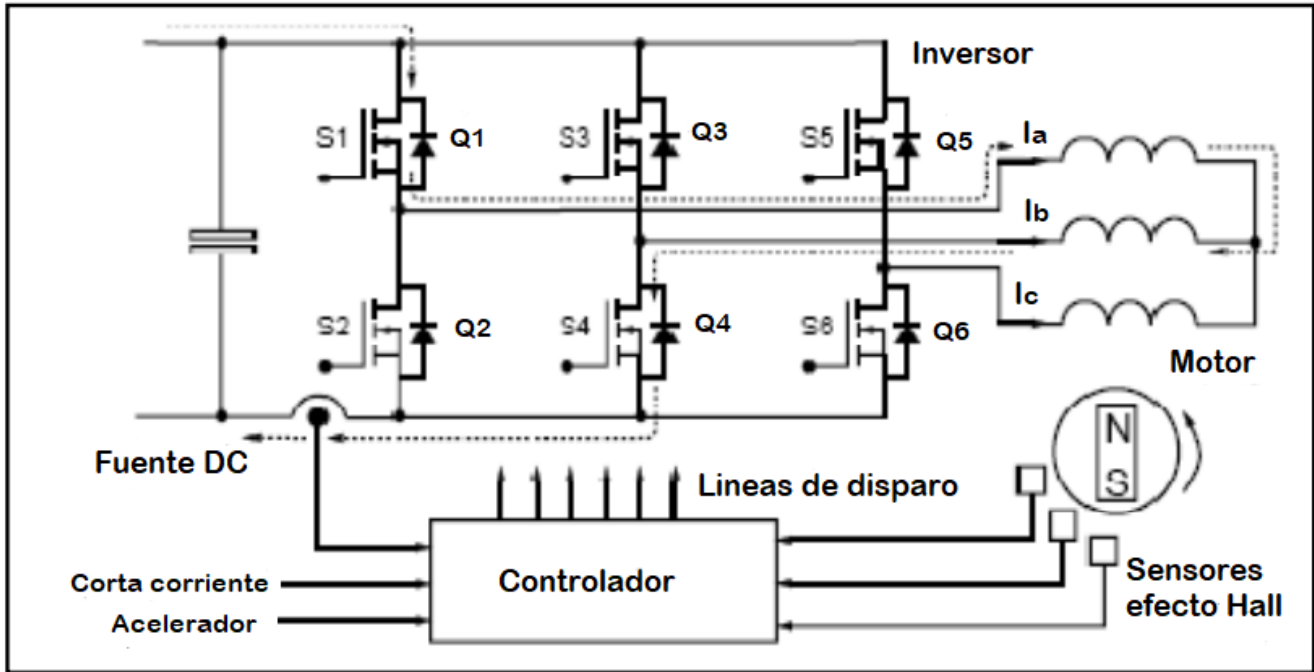 Inversor
S1
Q1
S3
Q3
S5
Q5
Ia
Ib
Ic
S2
Q2
S4
Q4
S6
Q6
Motor
Fuente DC
Lineas de disparo
N
S
Controlador
Corta corriente
Acelerador
Sensores
efecto Hall